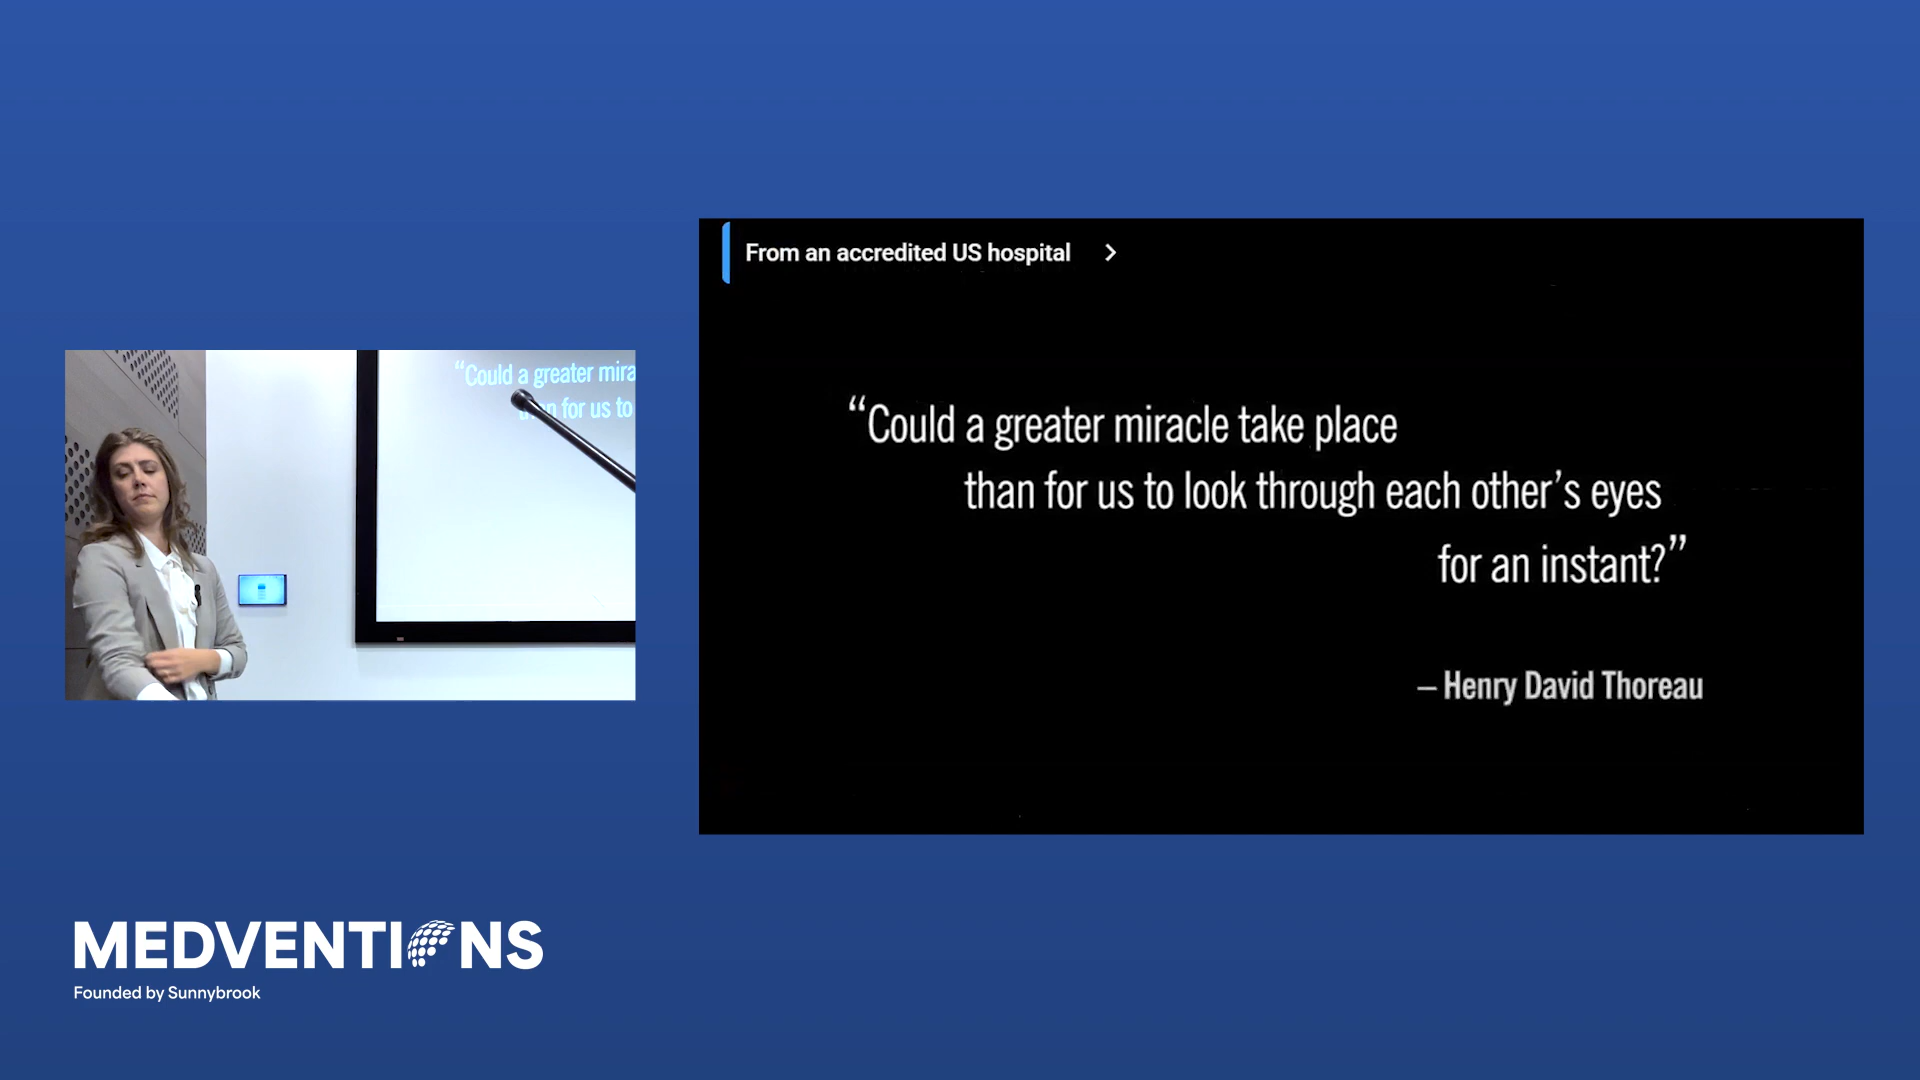 From an accredited US hospital
“Could a greater miracle take place
than for us to look through each other’s eyes
for an instant?”
– Henry David Thoreau
“Could a greater mira
n for us to
MEDVENTIONS
Founded by Sunnybrook